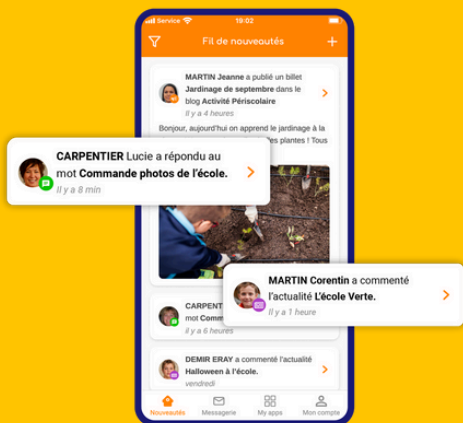 Service
19:02
Fil de nouveautés
MARTIN Jeanne a publié un billet
Jardinage de septembre dans le
blog Activité Périscolaire
Il y a 4 heures
Bonjour, aujourd'hui on apprend le jardinage à la
les plantes ! Tous
CARPENTIER Lucie a répondu au
mot Commande photos de l'école.
Il y a 8 min
MARTIN Corentin a commenté
l'actualité L'école Verte.
Il y a 1 heure
CARPENT
mot Comm
il y a 6 heures
DEMIR ERAY a commenté l'actualité
Halloween à l'école.
vendredi
Nouveautés
Messagerie
My apps
Mon compte